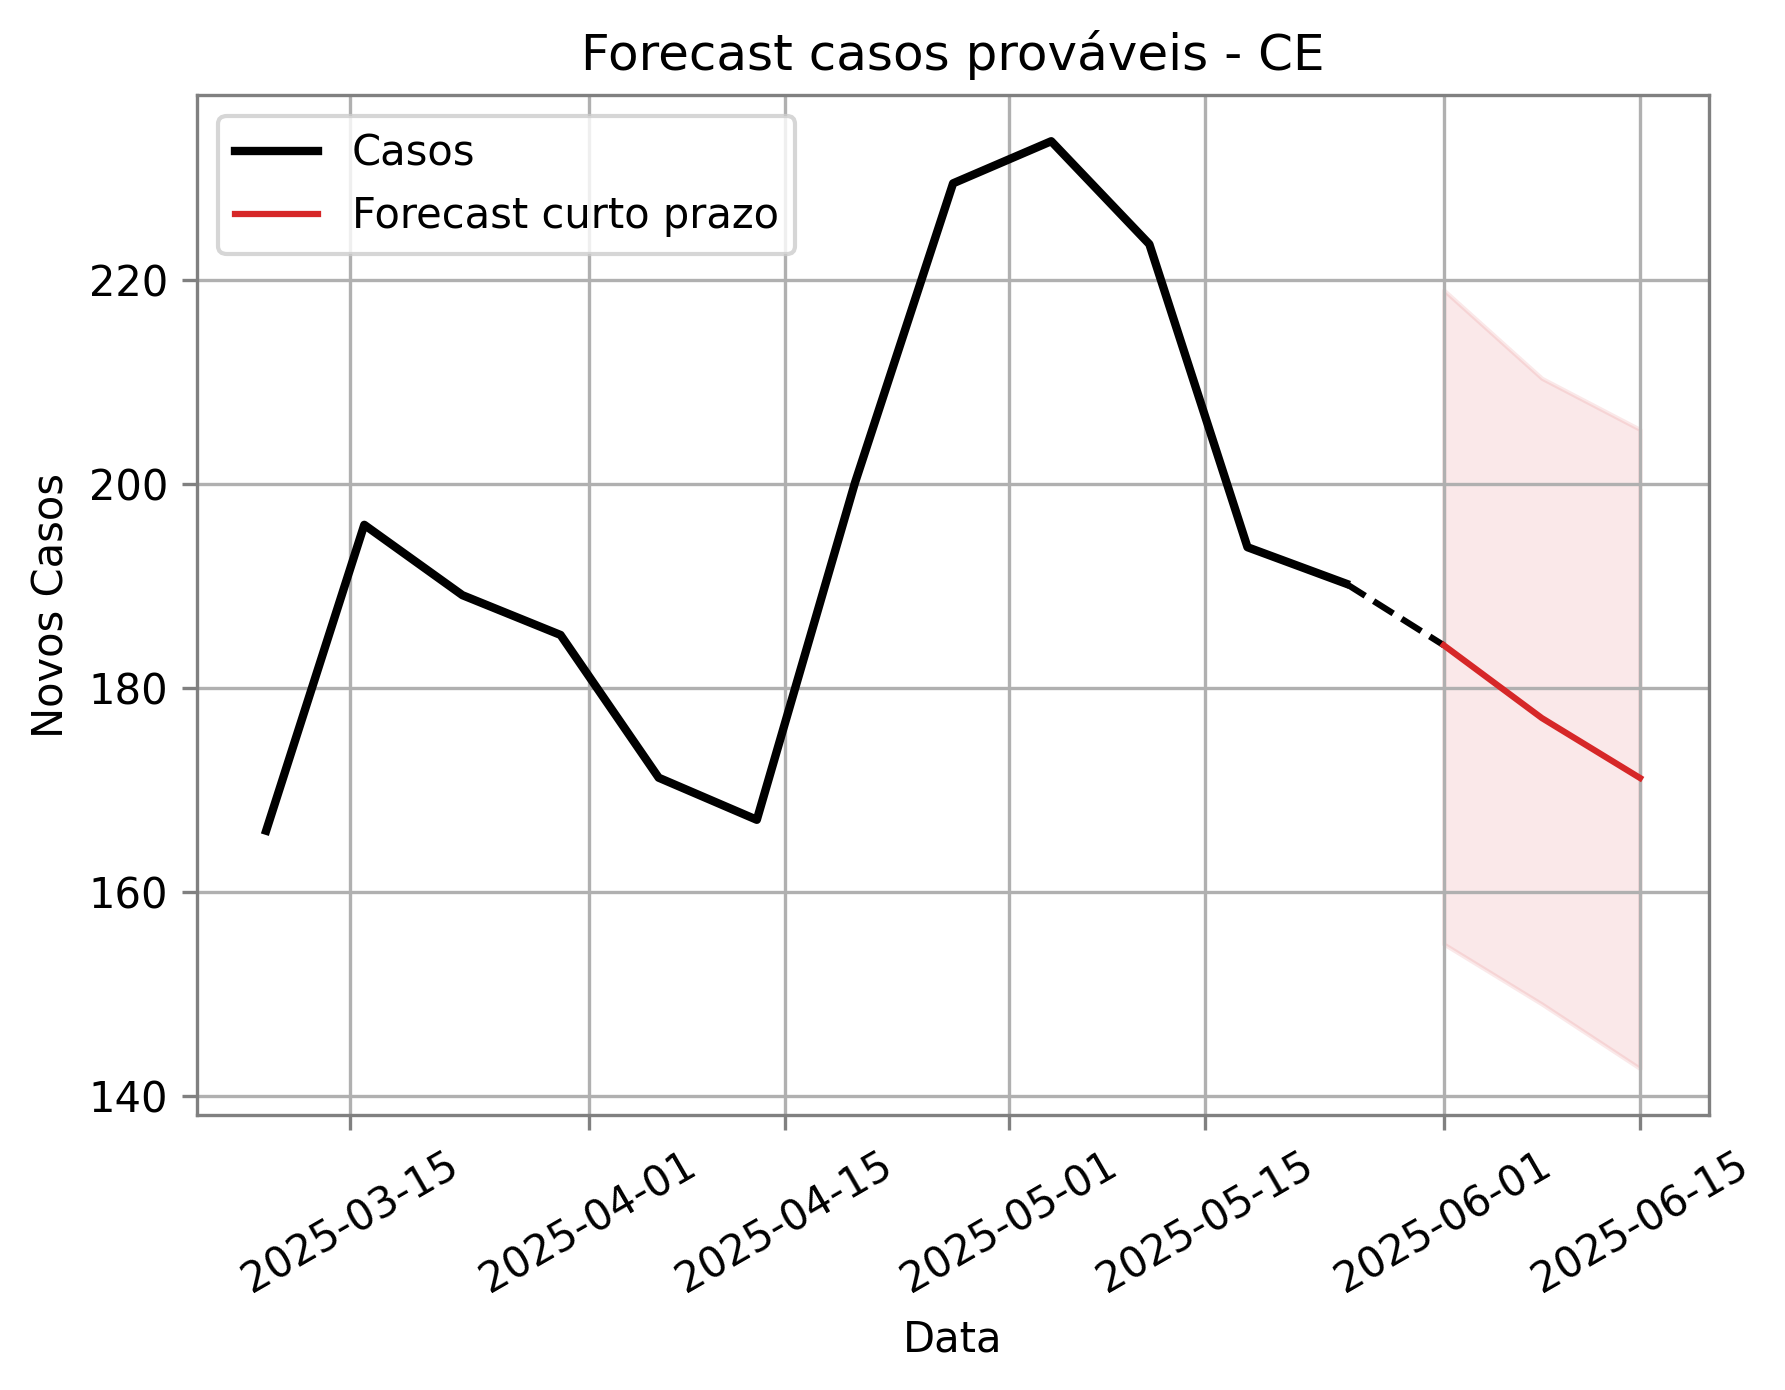 Forecast casos prováveis - CE
Casos
Forecast curto prazo
Novos Casos
220
200
180
160
140
2025-03-15
2025-04-01
2025-04-15
2025-05-01
2025-05-15
2025-06-01
2025-06-15
Data